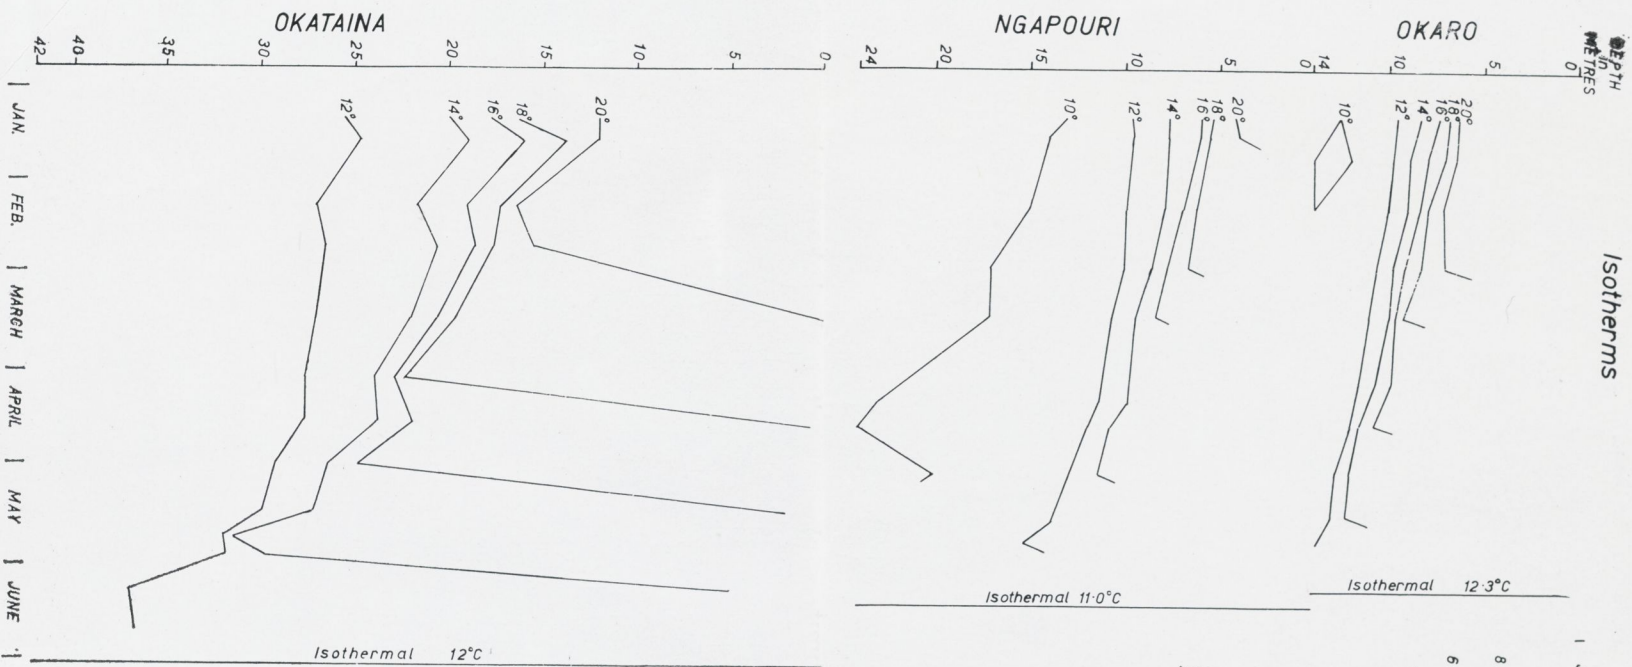 OKATAINA
NGAPOURI
OKARO
DEPTH
in
METRES
Isotherms
42 40 35 30 25 20 15 10 5 0
24 20 15 10 5 0
14 10 5 0
JAN.
FEB.
MARCH
APRIL
MAY
JUNE
12° 14° 16° 18° 20°
10° 12° 14° 16° 18° 20°
10° 12° 14° 16° 18° 20°
Isothermal 12°C
Isothermal 11·0°C
Isothermal 12·3°C
6 8